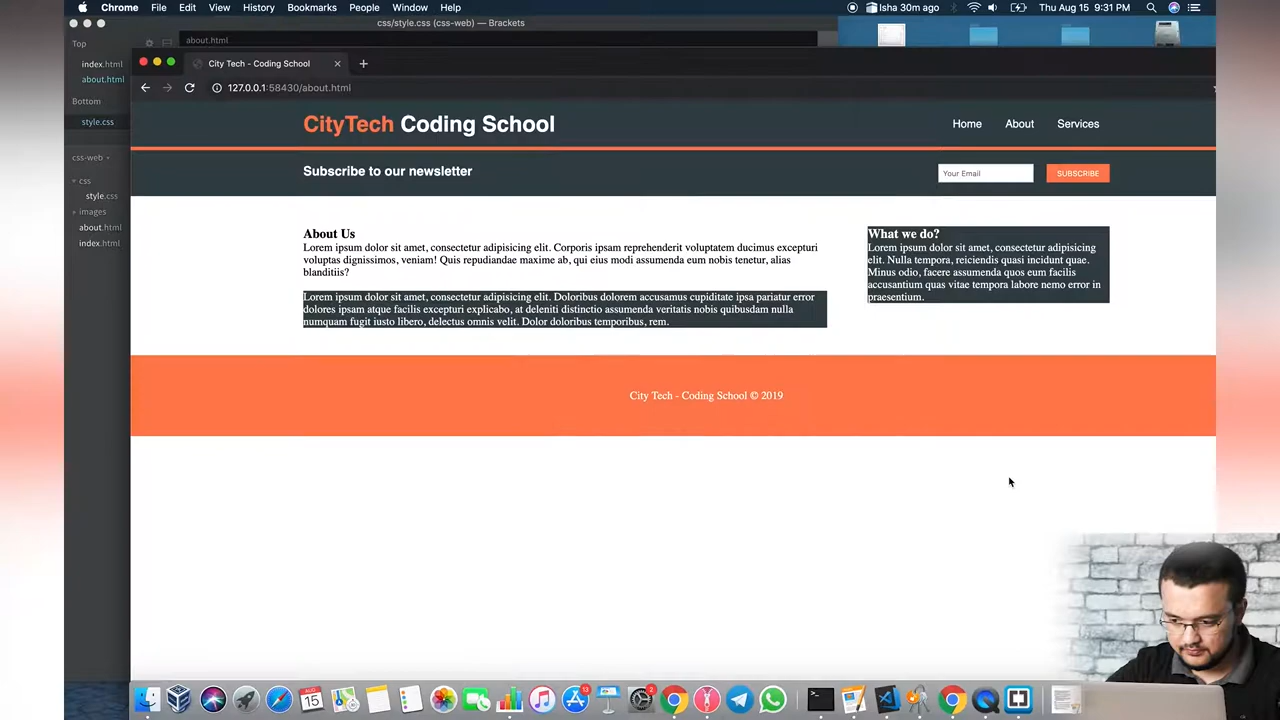 Chrome File Edit View History Bookmarks People Window Help Isha 30m ago Thu Aug 15 9:31 PM
css/style.css (css-web) — Brackets
Top
about.html
index.html
about.html
Bottom
style.css
css-web
css
style.css
images
about.html
index.html
City Tech - Coding School
127.0.0.1:58430/about.html
CityTech Coding School
Home About Services
Subscribe to our newsletter
Your Email
SUBSCRIBE
About Us
Lorem ipsum dolor sit amet, consectetur adipisicing elit. Corporis ipsam reprehenderit voluptatem ducimus excepturi
voluptas dignissimos, veniam! Quis repudiandae maxime ab, qui eius modi assumenda eum nobis tenetur, alias
blanditiis?
Lorem ipsum dolor sit amet, consectetur adipisicing elit. Doloribus dolorem accusamus cupiditate ipsa pariatur error
dolores ipsam atque facilis excepturi explicabo, at deleniti distinctio assumenda veritatis nobis quibusdam nulla
numquam fugit iusto libero, delectus omnis velit. Dolor doloribus temporibus, rem.
What we do?
Lorem ipsum dolor sit amet, consectetur adipisicing
elit. Nulla tempora, reiciendis quasi incidunt quae.
Minus odio, facere assumenda quos eum facilis
accusantium quas vitae tempora labore nemo error in
praesentium.
City Tech - Coding School © 2019
AUG
15
13
2